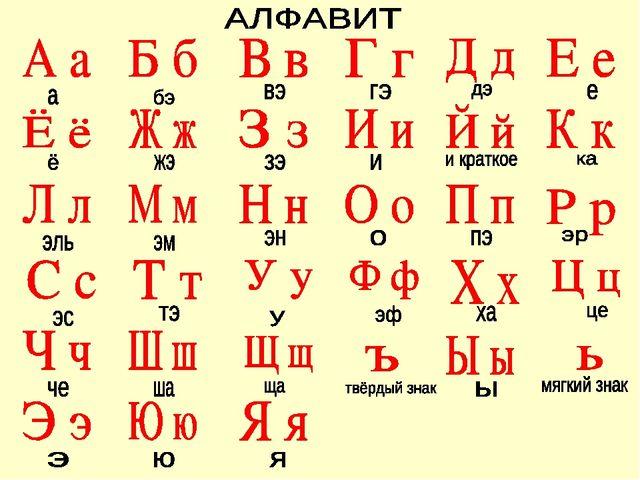 АЛФАВИТ
А а Б б В в Г г Д д Е е
а бэ вэ гэ дэ е
Ё ё Ж ж З з И и Й й К к
ё жэ зэ и и краткое ка
Л л М м Н н О о П п Р р
эль эм эн о пэ эр
С с Т т У у Ф ф Х х Ц ц
эс тэ у эф ха це
Ч ч Ш ш Щ щ ъ Ы ы ь
че ша ща твёрдый знак ы мягкий знак
Э э Ю ю Я я
э ю я